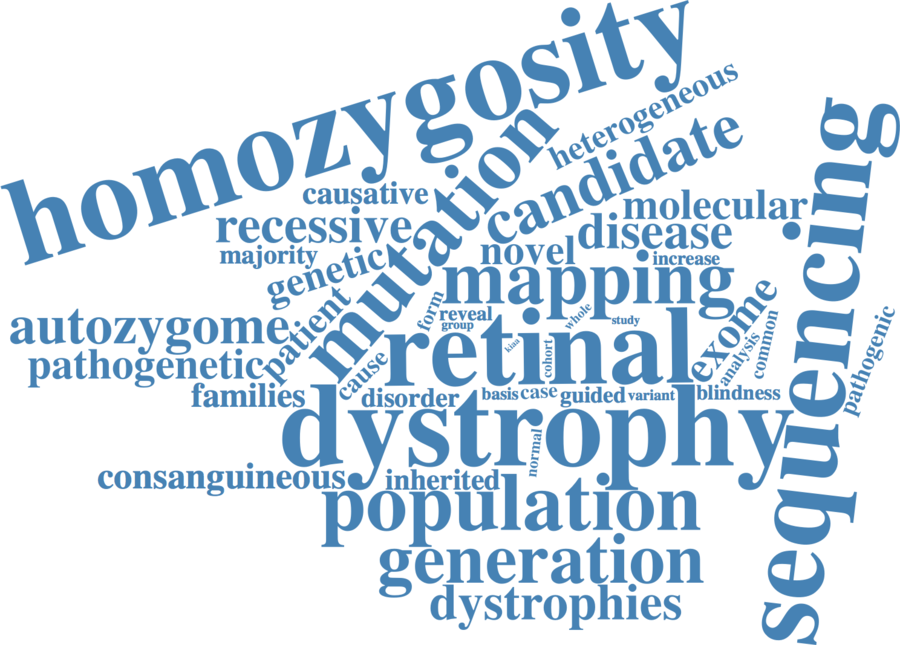 homozygosity
heterogeneous
mutation
candidate
sequencing
causative
recessive
molecular
disease
majority
novel
increase
genetic
mapping
patient
form
exome
whole
reveal
study
group
autozygome
retinal
kiaa
cohort
analysis
common
pathogenic
pathogenetic
cause
families
disorder
basis
case
guided
variant
blindness
dystrophy
normal
consanguineous
inherited
population
generation
dystrophies